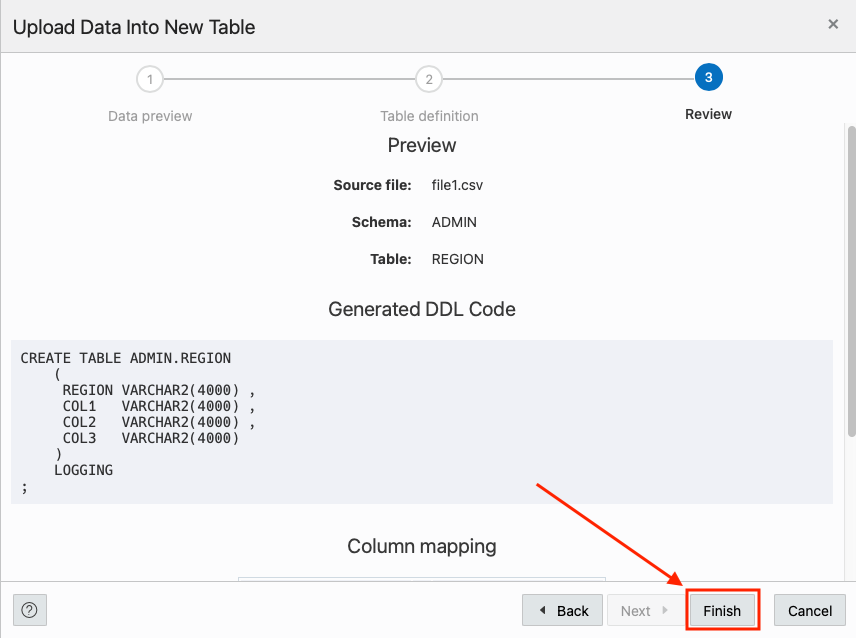 Upload Data Into New Table
×
1
2
3
Data preview
Table definition
Review
Preview
Source file: file1.csv
Schema: ADMIN
Table: REGION
Generated DDL Code
CREATE TABLE ADMIN.REGION
    (
     REGION VARCHAR2(4000) ,
     COL1   VARCHAR2(4000) ,
     COL2   VARCHAR2(4000) ,
     COL3   VARCHAR2(4000)
    )
    LOGGING
;
Column mapping
? Back Next Finish Cancel